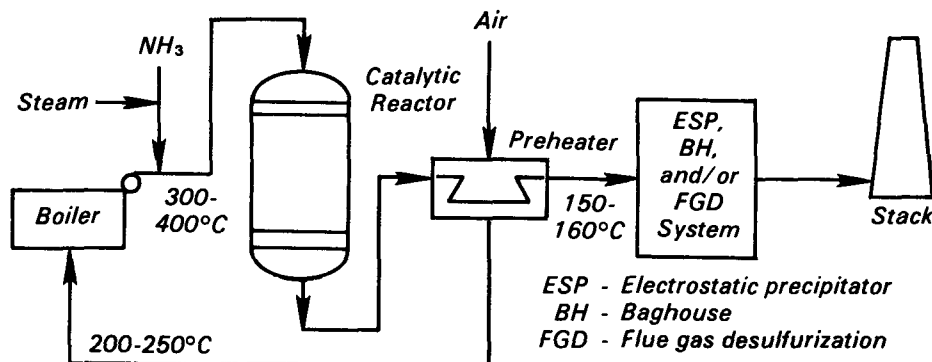 Air
NH₃
Steam
Catalytic
Reactor
Preheater
ESP,
BH,
and/or
FGD
System
Boiler
300-
400°C
150-
160°C
Stack
200-250°C
ESP - Electrostatic precipitator
BH - Baghouse
FGD - Flue gas desulfurization